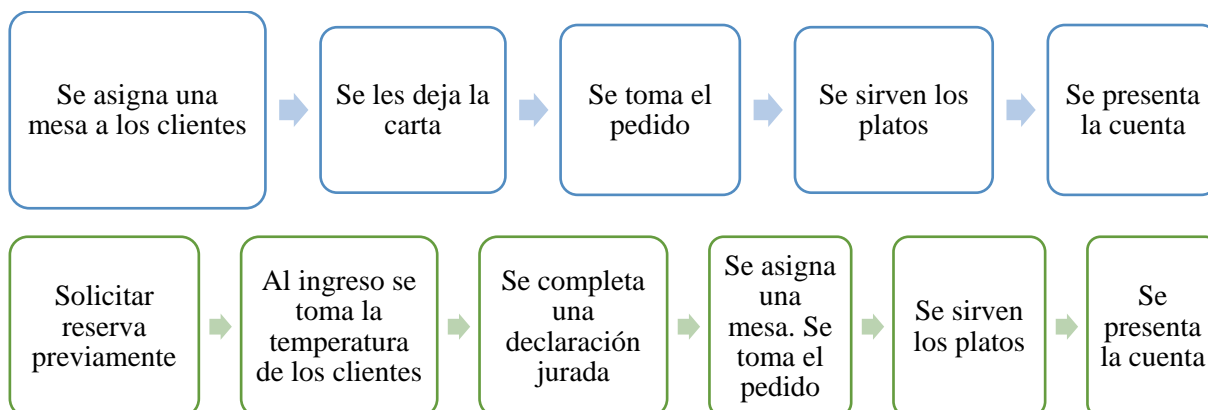 Se asigna una
mesa a los clientes
Se les deja la
carta
Se toma el
pedido
Se sirven los
platos
Se presenta
la cuenta
Solicitar
reserva
previamente
Al ingreso se
toma la
temperatura
de los clientes
Se completa
una
declaración
jurada
Se asigna
una
mesa. Se
toma el
pedido
Se sirven
los platos
Se
presenta
la cuenta